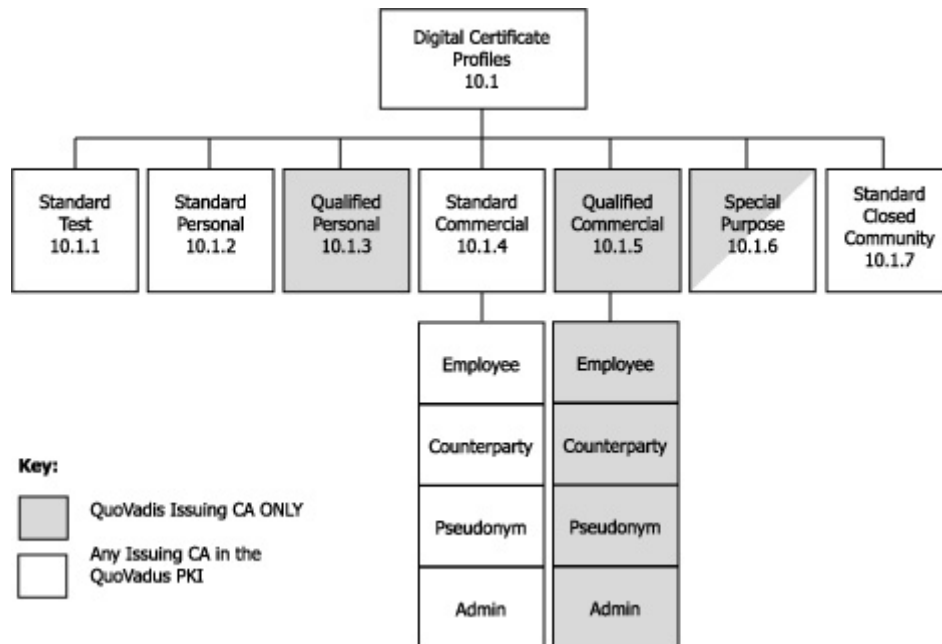 Digital Certificate
Profiles
10.1
Standard
Test
10.1.1
Standard
Personal
10.1.2
Qualified
Personal
10.1.3
Standard
Commercial
10.1.4
Qualified
Commercial
10.1.5
Special
Purpose
10.1.6
Standard
Closed
Community
10.1.7
Employee
Counterparty
Pseudonym
Admin
Employee
Counterparty
Pseudonym
Admin
Key:
QuoVadis Issuing CA ONLY
Any Issuing CA in the
QuoVadus PKI